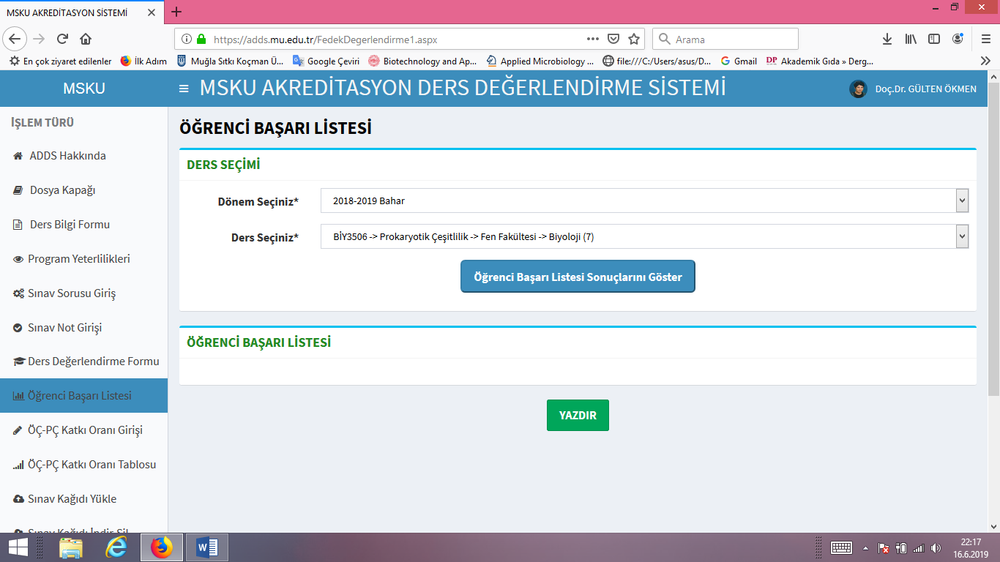 MSKU AKREDİTASYON SİSTEMİ
https://adds.mu.edu.tr/FedekDegerlendirme1.aspx
Arama
En çok ziyaret edilenler
İlk Adım
Muğla Sıtkı Koçman Ü...
Google Çeviri
Biotechnology and Ap...
Applied Microbiology ...
file:///C:/Users/asus/D...
Gmail
DP Akademik Gıda » Derg...
MSKU
MSKU AKREDİTASYON DERS DEĞERLENDİRME SİSTEMİ
Doç.Dr. GÜLTEN ÖKMEN
İŞLEM TÜRÜ
ADDS Hakkında
Dosya Kapağı
Ders Bilgi Formu
Program Yeterlilikleri
Sınav Sorusu Giriş
Sınav Not Girişi
Ders Değerlendirme Formu
Öğrenci Başarı Listesi
ÖÇ-PÇ Katkı Oranı Girişi
ÖÇ-PÇ Katkı Oranı Tablosu
Sınav Kağıdı Yükle
Sınav Kağıdı İndir Sil
ÖĞRENCİ BAŞARI LİSTESİ
DERS SEÇİMİ
Dönem Seçiniz*
2018-2019 Bahar
Ders Seçiniz*
BİY3506 -> Prokaryotik Çeşitlilik -> Fen Fakültesi -> Biyoloji (7)
Öğrenci Başarı Listesi Sonuçlarını Göster
ÖĞRENCİ BAŞARI LİSTESİ
YAZDIR
22:17
16.6.2019